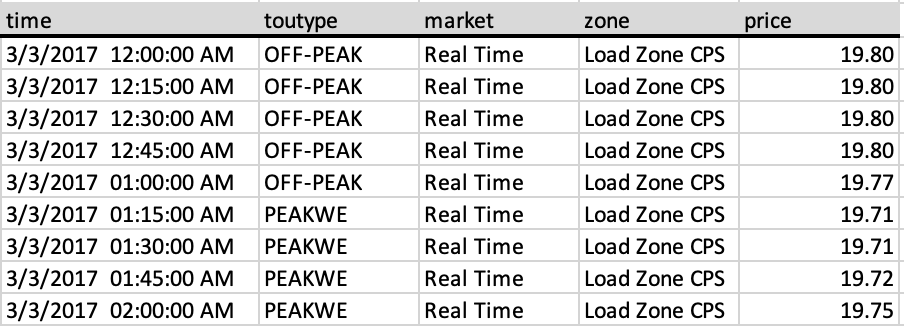 time toutype market zone price
3/3/2017 12:00:00 AM OFF-PEAK Real Time Load Zone CPS 19.80
3/3/2017 12:15:00 AM OFF-PEAK Real Time Load Zone CPS 19.80
3/3/2017 12:30:00 AM OFF-PEAK Real Time Load Zone CPS 19.80
3/3/2017 12:45:00 AM OFF-PEAK Real Time Load Zone CPS 19.80
3/3/2017 01:00:00 AM OFF-PEAK Real Time Load Zone CPS 19.77
3/3/2017 01:15:00 AM PEAKWE Real Time Load Zone CPS 19.71
3/3/2017 01:30:00 AM PEAKWE Real Time Load Zone CPS 19.71
3/3/2017 01:45:00 AM PEAKWE Real Time Load Zone CPS 19.72
3/3/2017 02:00:00 AM PEAKWE Real Time Load Zone CPS 19.75